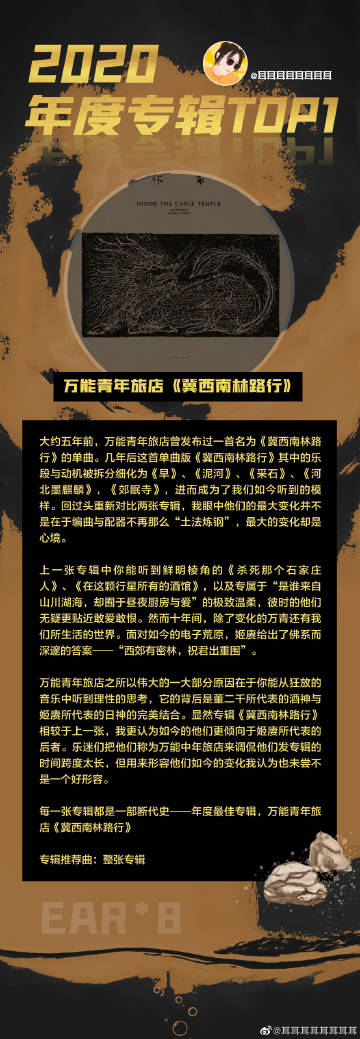 2020
@耳耳耳耳耳耳耳耳
年度专辑TOP1
INSIDE THE CABLE TEMPLE
万能青年旅店《冀西南林路行》
大约五年前，万能青年旅店曾发布过一首名为《冀西南林路
行》的单曲。几年后这首单曲版《冀西南林路行》其中的乐
段与动机被拆分细化为《早》、《泥河》、《采石》、《河
北墨麒麟》，《郊眠寺》，进而成为了我们如今听到的模
样。回过头重新对比两张专辑，我眼中他们的最大变化并不
是在于编曲与配器不再那么“土法炼钢”，最大的变化却是
心境。
上一张专辑中你能听到鲜明棱角的《杀死那个石家庄
人》、《在这颗行星所有的酒馆》，以及专属于“是谁来自
山川湖海，却囿于昼夜厨房与爱”的极致温柔，彼时的他们
无疑更贴近敢爱敢恨。然而十年间，除了变化的万青还有我
们所生活的世界。面对如今的电子荒原，姬赓给出了佛系而
深邃的答案——“西郊有密林，祝君出重围”。
万能青年旅店之所以伟大的一大部分原因在于你能从狂放的
音乐中听到理性的思考，它的背后是董二千所代表的酒神与
姬赓所代表的日神的完美结合。显然专辑《冀西南林路行》
相较于上一张，我更认为如今的他们更倾向于姬赓所代表的
后者。乐迷们把他们称为万能中年旅店来调侃他们发专辑的
时间跨度太长，但用来形容他们如今的变化我认为也未尝不
是一个好形容。
每一张专辑都是一部断代史——年度最佳专辑，万能青年旅
店《冀西南林路行》
专辑推荐曲：整张专辑
EAR*8
@耳耳耳耳耳耳耳耳